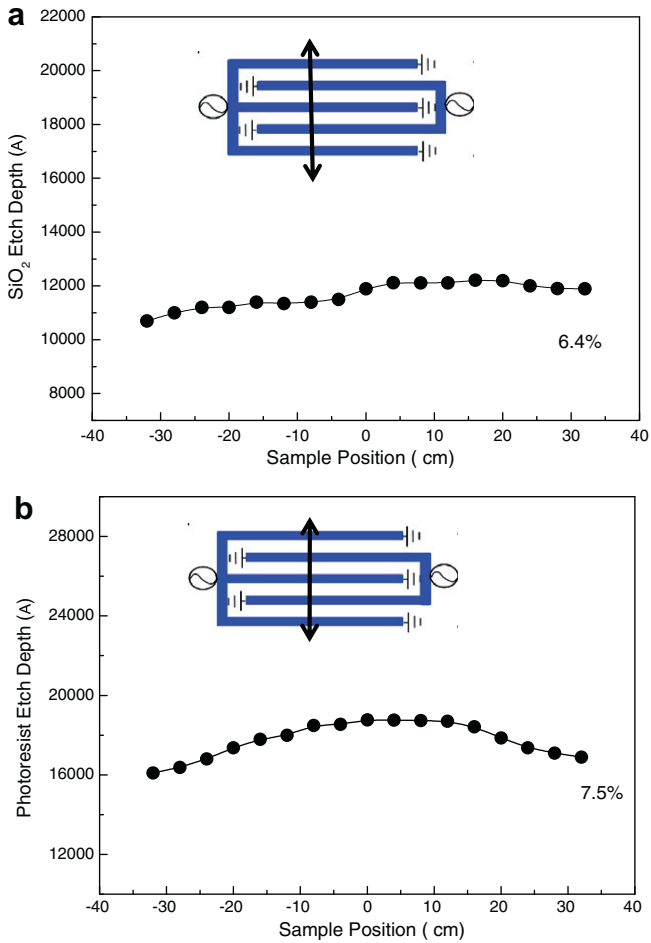 a
22000
20000
18000
16000
14000
12000
10000
8000
SiO2 Etch Depth (A)
6.4%
-40 -30 -20 -10 0 10 20 30 40
Sample Position ( cm)
b
28000
24000
20000
16000
12000
Photoresist Etch Depth (A)
7.5%
-40 -30 -20 -10 0 10 20 30 40
Sample Position ( cm)